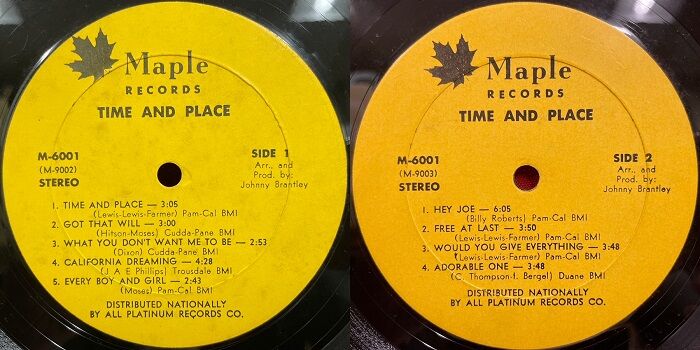 Maple
RECORDS
TIME AND PLACE
M-6001
(M-9002)
STEREO
SIDE 1
Arr., and
Prod. by:
Johnny Brantley
1. TIME AND PLACE — 3:05
(Lewis-Lewis-Farmer) Pam-Cal BMI
2. GOT THAT WILL — 3:00
(Hitson-Moses) Cudda-Pane BMI
3. WHAT YOU DON'T WANT ME TO BE — 2:53
(Dixon) Cudda-Pane BMI
4. CALIFORNIA DREAMING — 4:28
(J A E Phillips) Trousdale BMI
5. EVERY BOY AND GIRL — 2:43
(Moses) Pam-Cal BMI
DISTRIBUTED NATIONALLY
BY ALL PLATINUM RECORDS CO.
Maple
RECORDS
TIME AND PLACE
M-6001
(M-9003)
STEREO
SIDE 2
Arr., and
Prod. by:
Johnny Brantley
1. HEY JOE — 6:05
(Billy Roberts) Pam-Cal BMI
2. FREE AT LAST — 3:50
(Lewis-Lewis-Farmer) Pam-Cal BMI
3. WOULD YOU GIVE EVERYTHING — 3:48
(Lewis-Lewis-Farmer) Pam-Cal BMI
4. ADORABLE ONE — 3:48
(C. Thompson-I. Bergel) Duane BMI
DISTRIBUTED NATIONALLY
BY ALL PLATINUM RECORDS CO.